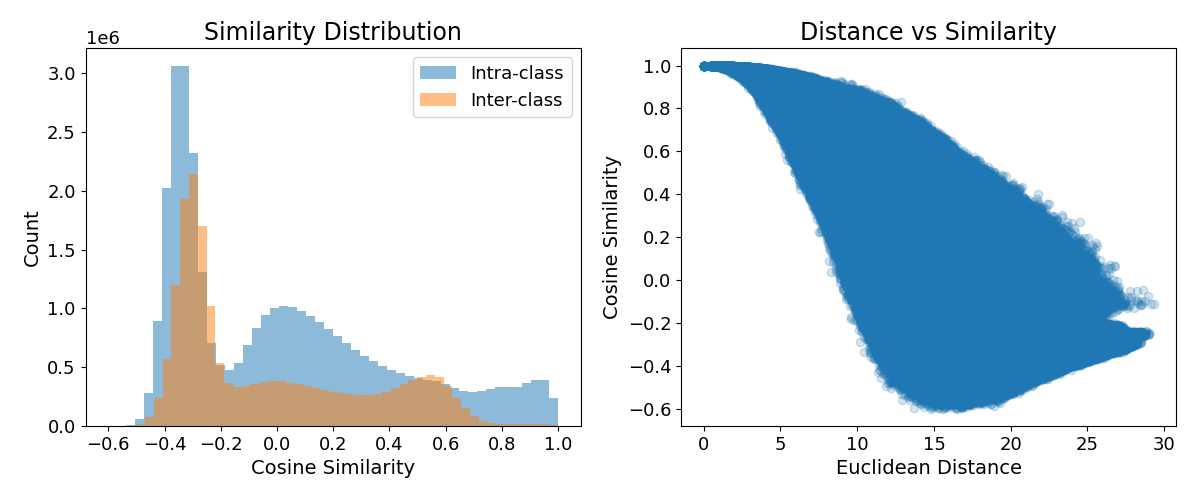 Similarity Distribution
1e6
3.0
2.5
2.0
1.5
1.0
0.5
0.0
Count
Intra-class
Inter-class
−0.6 −0.4 −0.2 0.0 0.2 0.4 0.6 0.8 1.0
Cosine Similarity
Distance vs Similarity
1.0
0.8
0.6
0.4
0.2
0.0
−0.2
−0.4
−0.6
Cosine Similarity
0 5 10 15 20 25 30
Euclidean Distance